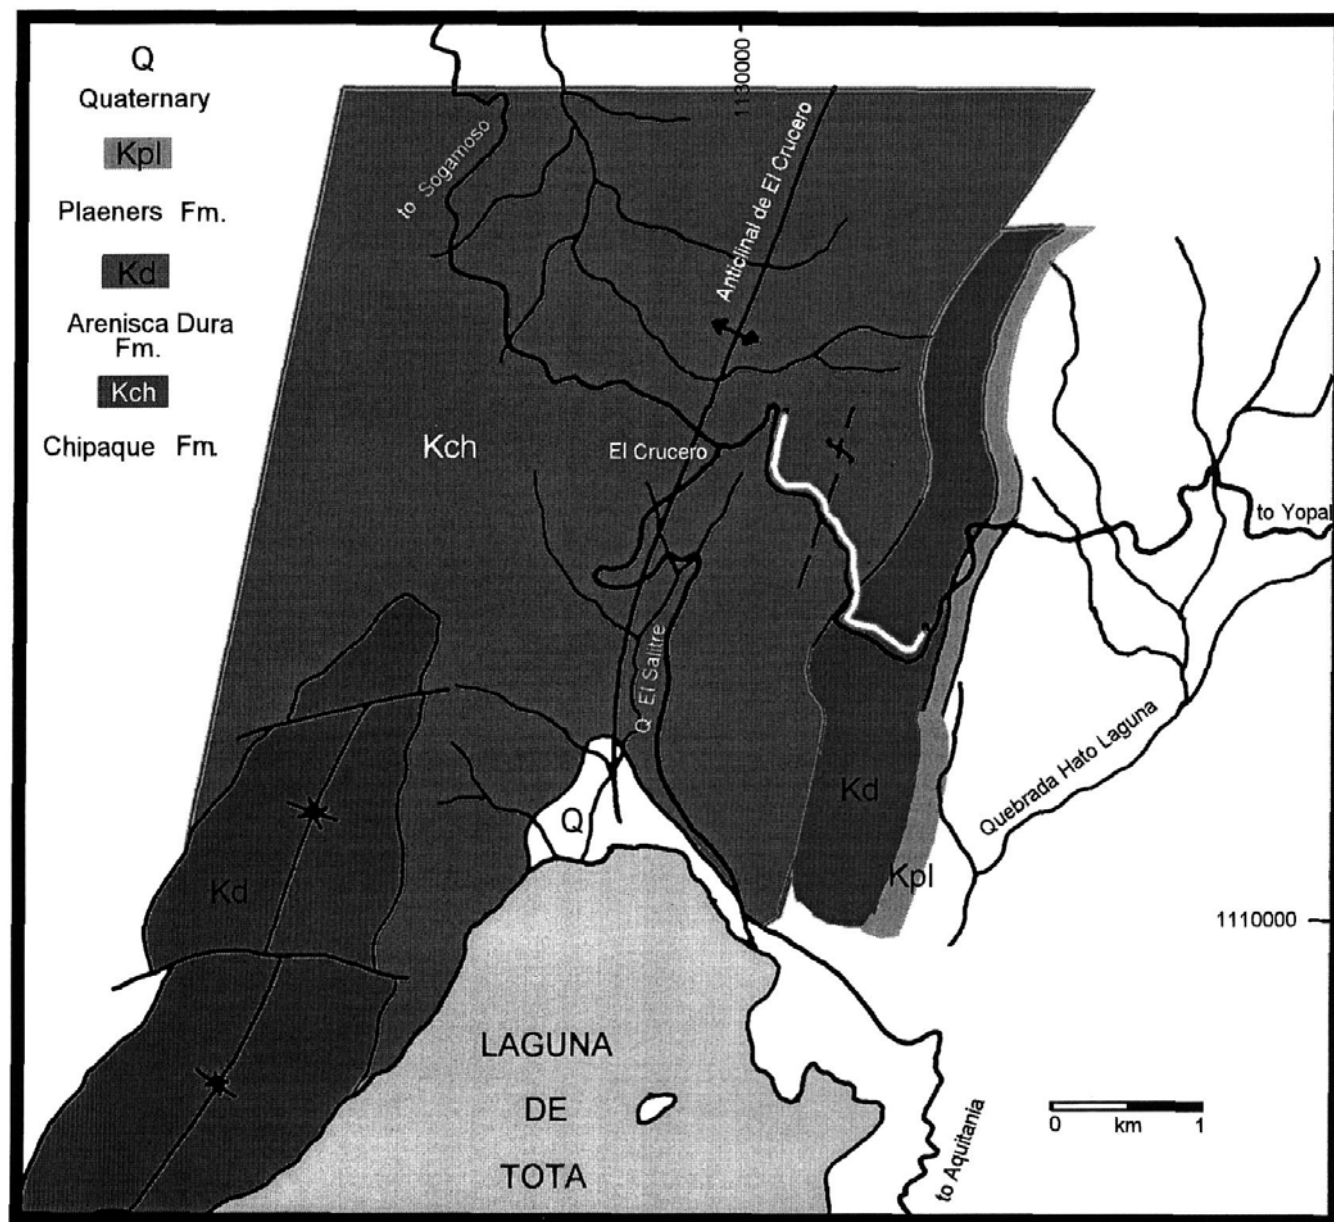 Q
Quaternary
Kpl
Plaeners Fm.
Kd
Arenisca Dura
Fm.
Kch
Chipaque Fm.
1130000
to Sogamoso
Anticlinal de El Crucero
Kch
El Crucero
to Yopal
Q El Salitre
Quebrada Hato Laguna
Kd
Q
Kpl
Kd
1110000
LAGUNA
DE
TOTA
0 km 1
to Aquitania